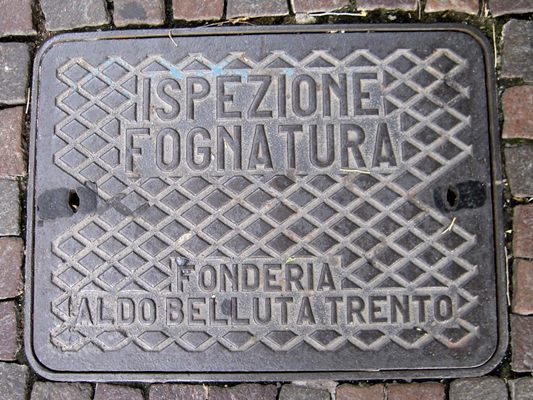 ISPEZIONE
FOGNATURA
FONDERIA
ALDO BELLUTA TRENTO